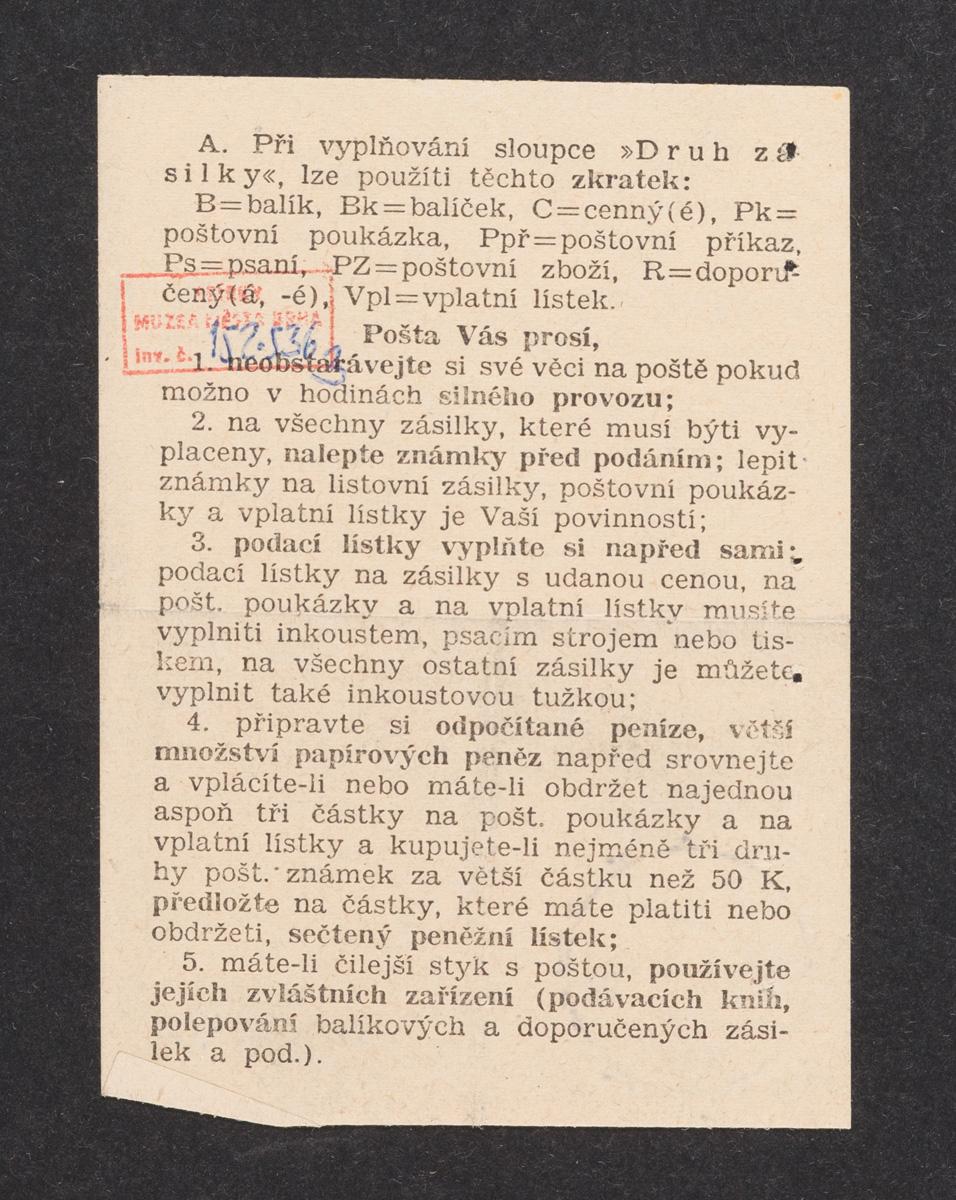 A. Při vyplňování sloupce »Druh zá
silky«, lze použíti těchto zkratek:
B=balík, Bk=balíček, C=cenný(é), Pk=
poštovní poukázka, Ppř=poštovní příkaz,
Ps=psaní, PZ=poštovní zboží, R=doporu-
čený(á, -é), Vpl=vplatní lístek.
MUZEA MĚSTA BRNA
Inv. č. 157.536
Pošta Vás prosí,
1. neobstarávejte si své věci na poště pokud
možno v hodinách silného provozu;
2. na všechny zásilky, které musí býti vy-
placeny, nalepte známky před podáním; lepit
známky na listovní zásilky, poštovní poukáz-
ky a vplatní lístky je Vaší povinností;
3. podací lístky vyplňte si napřed sami;
podací lístky na zásilky s udanou cenou, na
pošt. poukázky a na vplatní lístky musíte
vyplniti inkoustem, psacím strojem nebo tis-
kem, na všechny ostatní zásilky je můžete
vyplnit také inkoustovou tužkou;
4. připravte si odpočítané peníze, větší
množství papírových peněz napřed srovnejte
a vplácíte-li nebo máte-li obdržet najednou
aspoň tři částky na pošt. poukázky a na
vplatní lístky a kupujete-li nejméně tři dru-
hy pošt. známek za větší částku než 50 K,
předložte na částky, které máte platiti nebo
obdržeti, sečtený peněžní lístek;
5. máte-li čilejší styk s poštou, používejte
jejích zvláštních zařízení (podávacích knih,
polepování balíkových a doporučených zási-
lek a pod.).